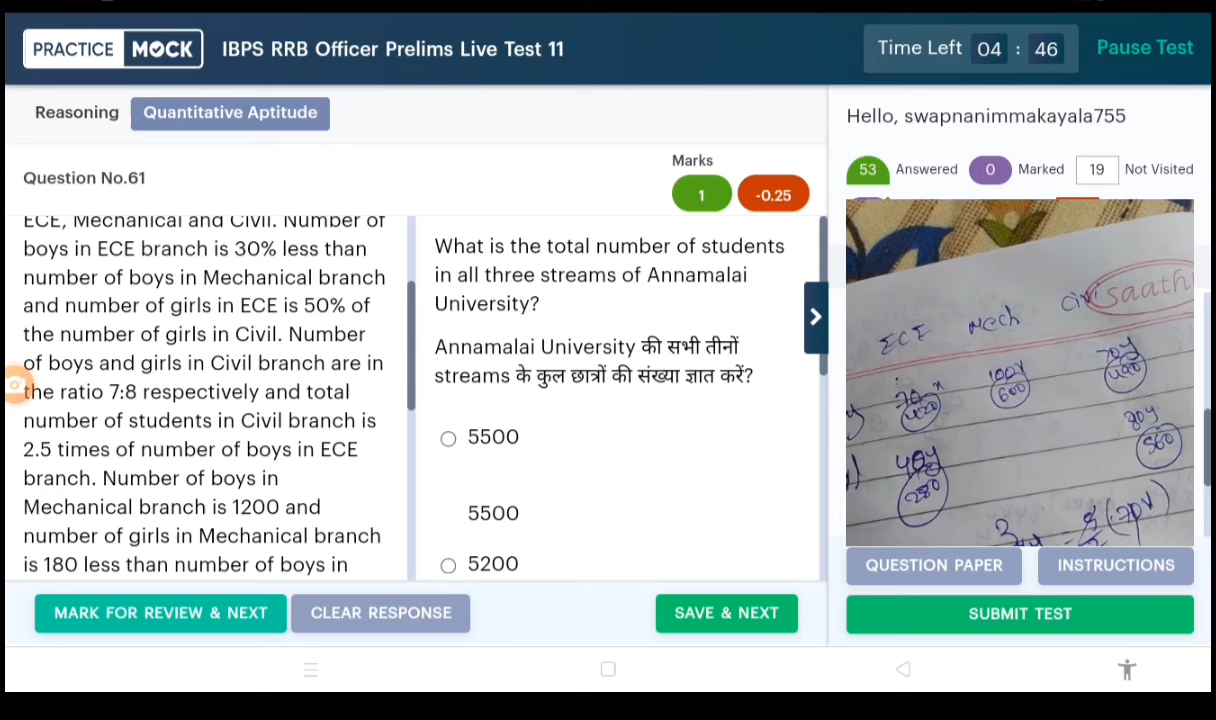 PRACTICE MOCK IBPS RRB Officer Prelims Live Test 11 Time Left 04 : 46 Pause Test
Reasoning Quantitative Aptitude
Hello, swapnanimmakayala755
Question No.61
Marks
1 -0.25
53 Answered 0 Marked 19 Not Visited
ECE, Mechanical and Civil. Number of
boys in ECE branch is 30% less than
number of boys in Mechanical branch
and number of girls in ECE is 50% of
the number of girls in Civil. Number
of boys and girls in Civil branch are in
the ratio 7:8 respectively and total
number of students in Civil branch is
2.5 times of number of boys in ECE
branch. Number of boys in
Mechanical branch is 1200 and
number of girls in Mechanical branch
is 180 less than number of boys in
What is the total number of students
in all three streams of Annamalai
University?
Annamalai University की सभी तीनों
streams के कुल छात्रों की संख्या ज्ञात करें?
5500
5500
5200
Saathi
ECE Mech Civil
70x 100x 70y
420 600 490
40y 80y
280 560
QUESTION PAPER INSTRUCTIONS
MARK FOR REVIEW & NEXT CLEAR RESPONSE SAVE & NEXT
SUBMIT TEST